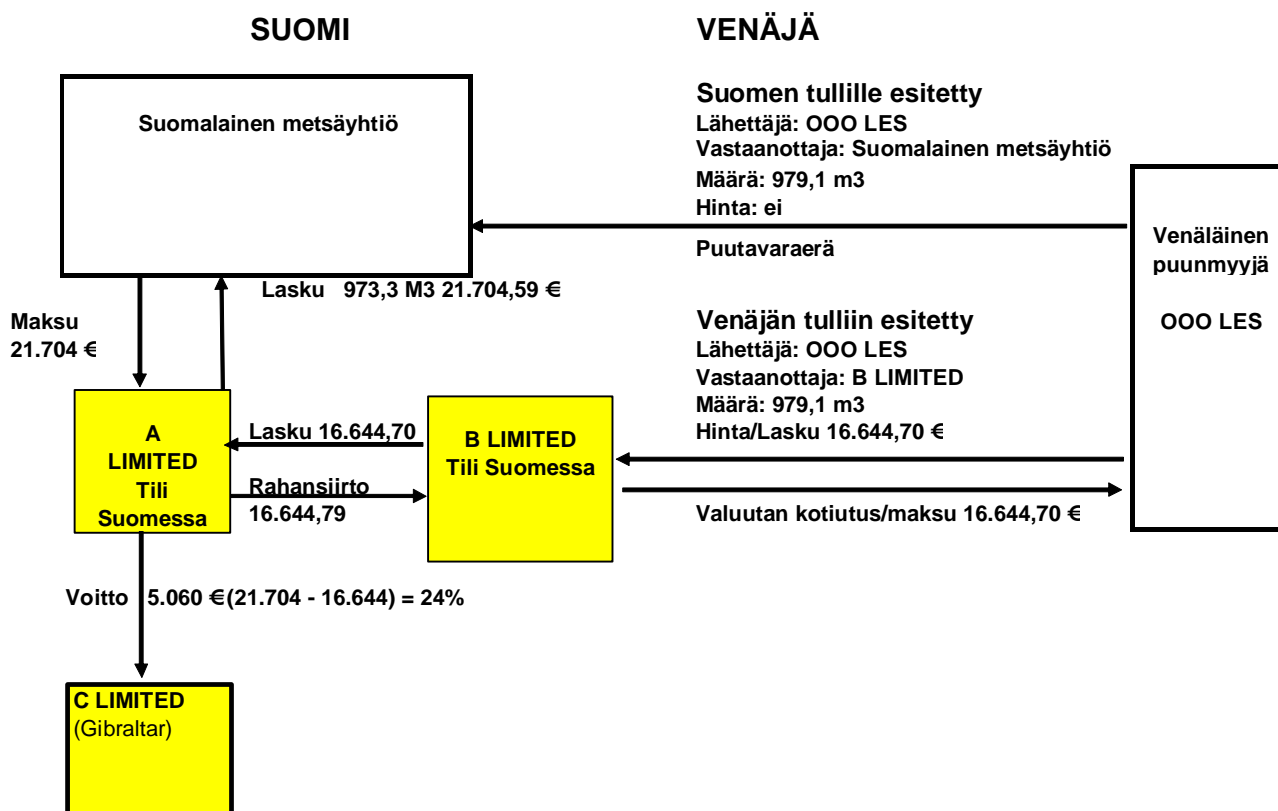 SUOMI
VENÄJÄ
Suomalainen metsäyhtiö
Suomen tullille esitetty
Lähettäjä: OOO LES
Vastaanottaja: Suomalainen metsäyhtiö
Määrä: 979,1 m3
Hinta: ei
Puutavaraerä
Venäläinen
puunmyyjä
OOO LES
Lasku 973,3 M3 21.704,59 €
Maksu
21.704 €
Venäjän tulliin esitetty
Lähettäjä: OOO LES
Vastaanottaja: B LIMITED
Määrä: 979,1 m3
Hinta/Lasku 16.644,70 €
A
LIMITED
Tili
Suomessa
Lasku 16.644,70
Rahansiirto
16.644,79
B LIMITED
Tili Suomessa
Valuutan kotiutus/maksu 16.644,70 €
Voitto 5.060 €(21.704 - 16.644) = 24%
C LIMITED
(Gibraltar)